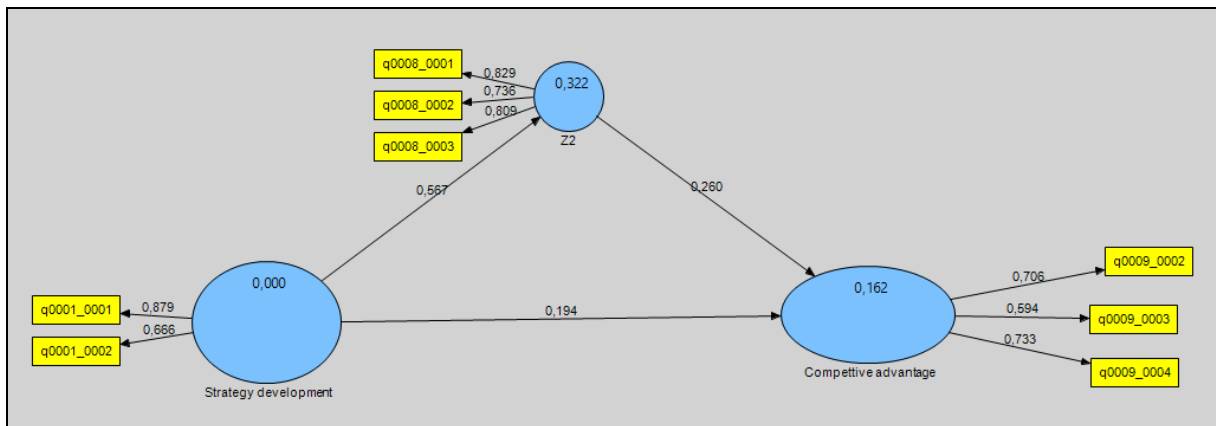 q0008_0001
0,829
0,322
0,736
q0008_0002
0,809
q0008_0003
Z2
0,567
0,260
q0009_0002
0,706
0,000
0,162
q0001_0001
0,879
0,194
0,594
q0009_0003
0,666
q0001_0002
0,733
Compettive advantage
q0009_0004
Strategy development